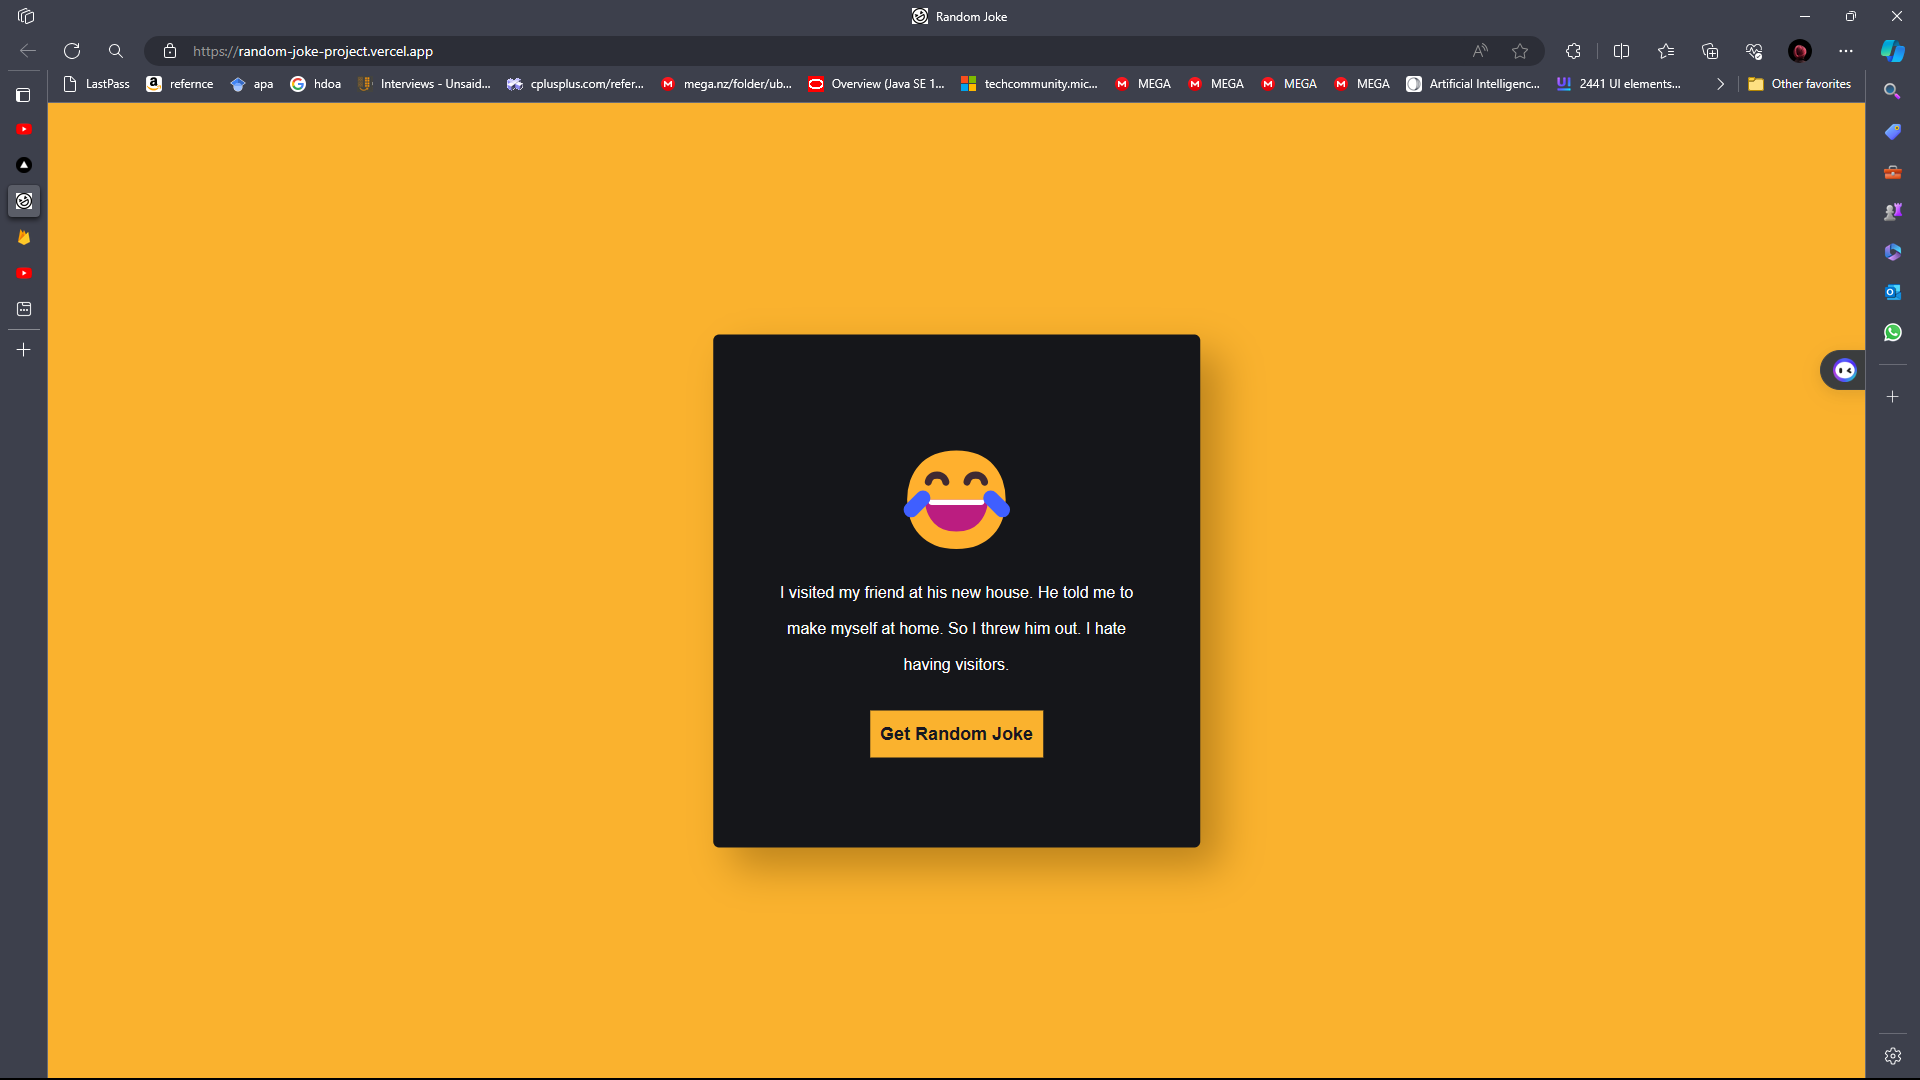 Random Joke
https://random-joke-project.vercel.app
LastPass
refernce
apa
hdoa
Interviews - Unsaid...
cplusplus.com/refer...
mega.nz/folder/ub...
Overview (Java SE 1...
techcommunity.mic...
MEGA
MEGA
MEGA
MEGA
Artificial Intelligenc...
2441 UI elements...
Other favorites
I visited my friend at his new house. He told me to
make myself at home. So I threw him out. I hate
having visitors.
Get Random Joke